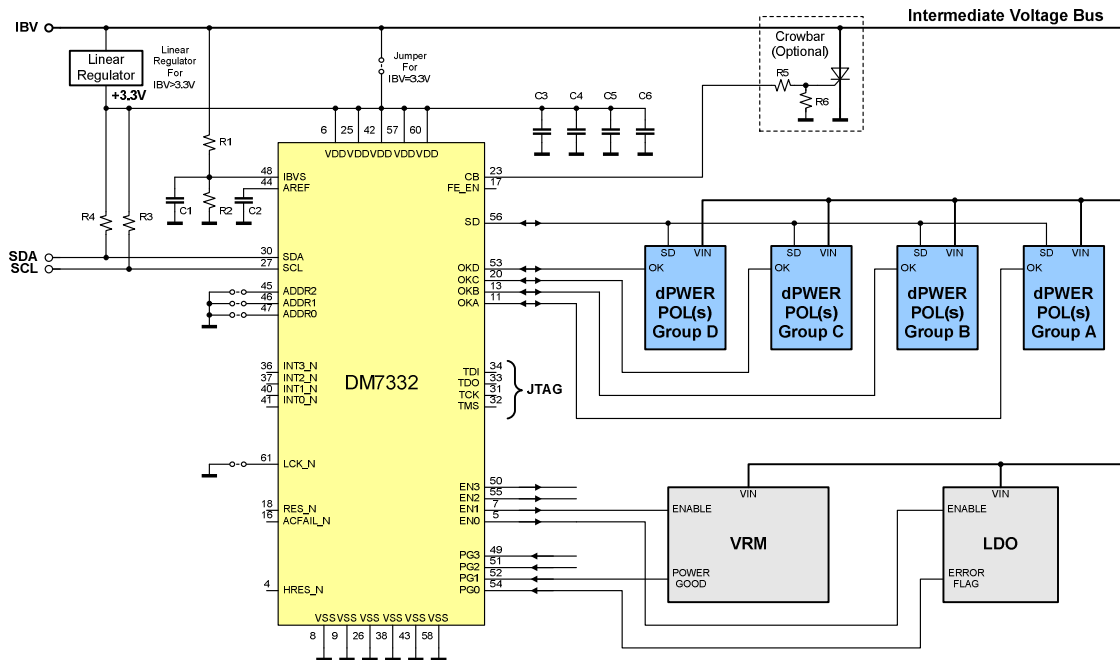 Intermediate Voltage Bus
IBV
Linear
Regulator
+3.3V
Linear
Regulator
For
IBV>3.3V
Jumper
For
IBV=3.3V
Crowbar
(Optional)
R5
R6
C3
C4
C5
C6
R1
R2
R3
R4
C1
C2
6
25
42
57
60
VDD
VDD
VDD
VDD
VDD
48
IBVS
44
AREF
SDA
SCL
30
SDA
27
SCL
45
ADDR2
46
ADDR1
47
ADDR0
36
INT3_N
37
INT2_N
40
INT1_N
41
INT0_N
61
LCK_N
18
RES_N
16
ACFAIL_N
4
HRES_N
DM7332
CB
23
FE_EN
17
SD
56
OKD
53
OKC
20
OKB
13
OKA
11
TDI
34
TDO
33
TCK
31
TMS
32
JTAG
EN3
50
EN2
55
EN1
7
EN0
5
PG3
49
PG2
51
PG1
52
PG0
54
VSS
VSS
VSS
VSS
VSS
VSS
8
9
26
38
43
58
SD
VIN
OK
dPWER
POL(s)
Group D
SD
VIN
OK
dPWER
POL(s)
Group C
SD
VIN
OK
dPWER
POL(s)
Group B
SD
VIN
OK
dPWER
POL(s)
Group A
VIN
ENABLE
VRM
POWER
GOOD
VIN
ENABLE
LDO
ERROR
FLAG